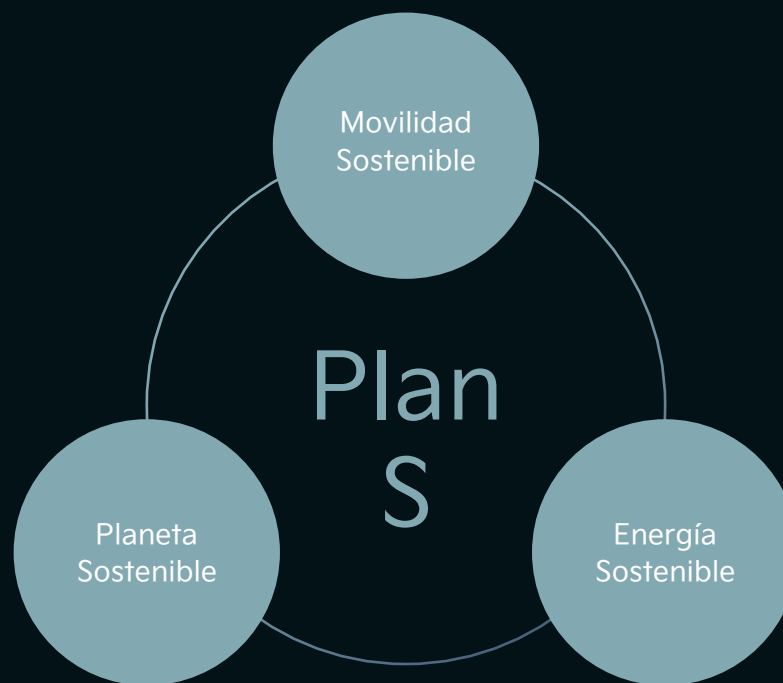 Movilidad
Sostenible
Plan
S
Planeta
Sostenible
Energía
Sostenible